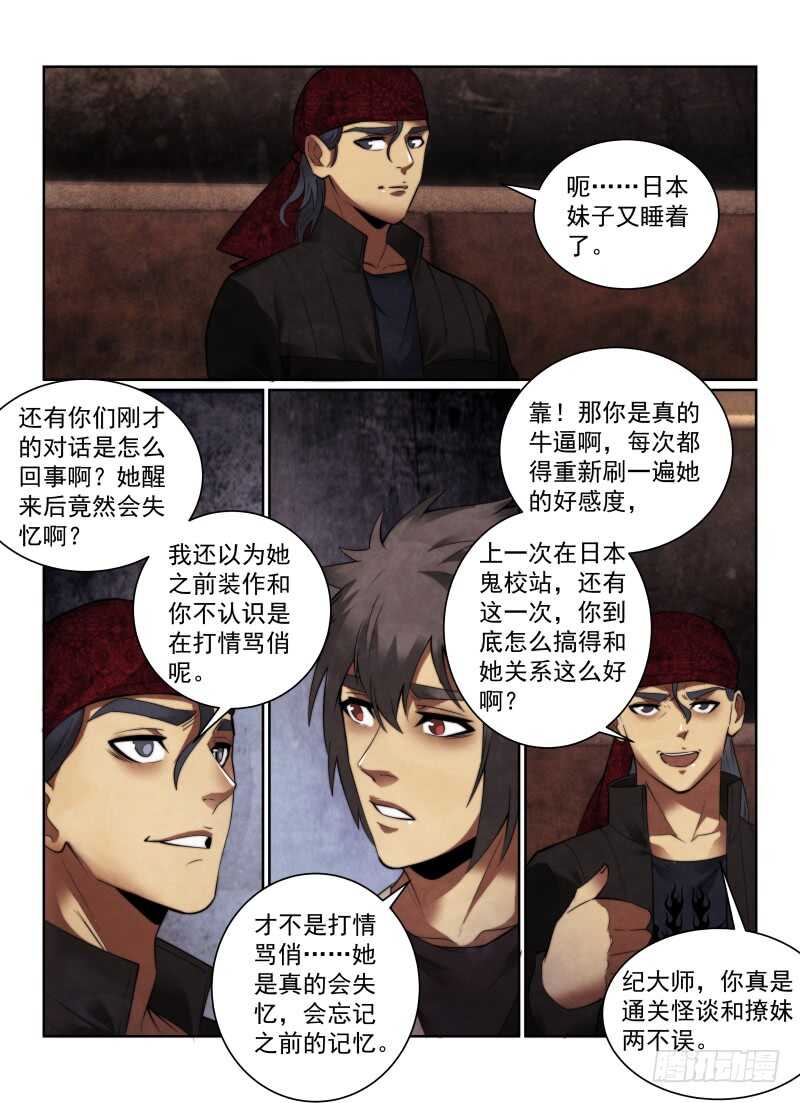 呃……日本
妹子又睡着
了。
还有你们刚才
的对话是怎么
回事啊？她醒
来后竟然会失
忆啊？
我还以为她
之前装作和
你不认识是
在打情骂俏
呢。
才不是打情
骂俏……她
是真的会失
忆，会忘记
之前的记忆。
靠！那你是真的
牛逼啊，每次都
得重新刷一遍她
的好感度，
上一次在日本
鬼校站，还有
这一次，你到
底怎么搞得和
她关系这么好
啊？
纪大师，你真是
通关怪谈和撩妹
两不误。
腾讯动漫